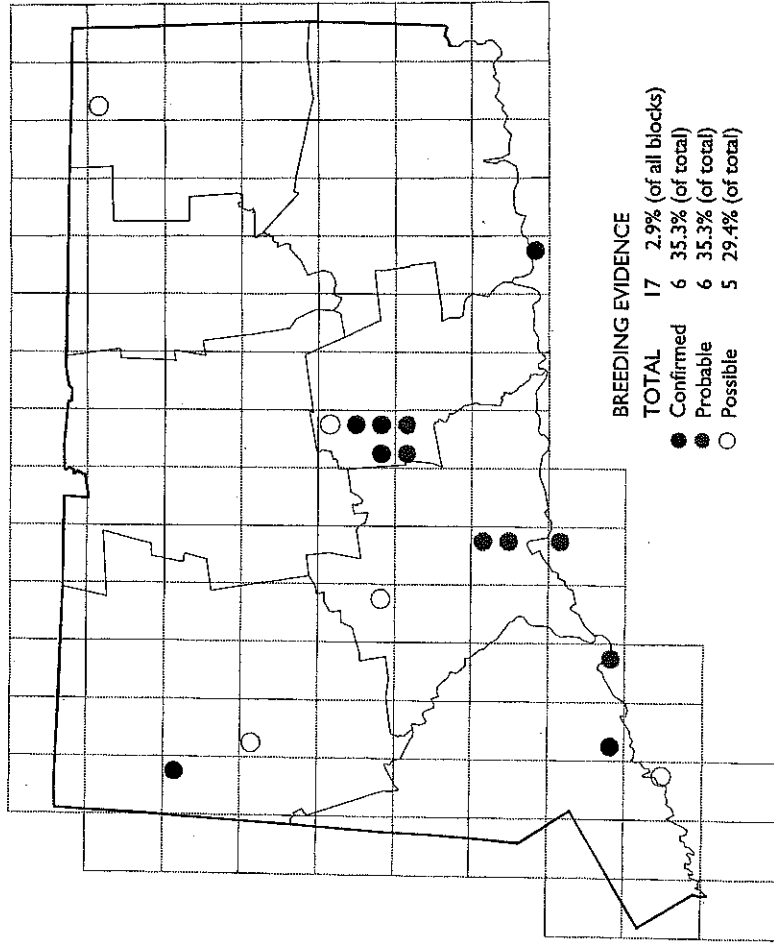 BREEDING EVIDENCE
TOTAL 17 2.9% (of all blocks)
● Confirmed 6 35.3% (of total)
● Probable 6 35.3% (of total)
○ Possible 5 29.4% (of total)